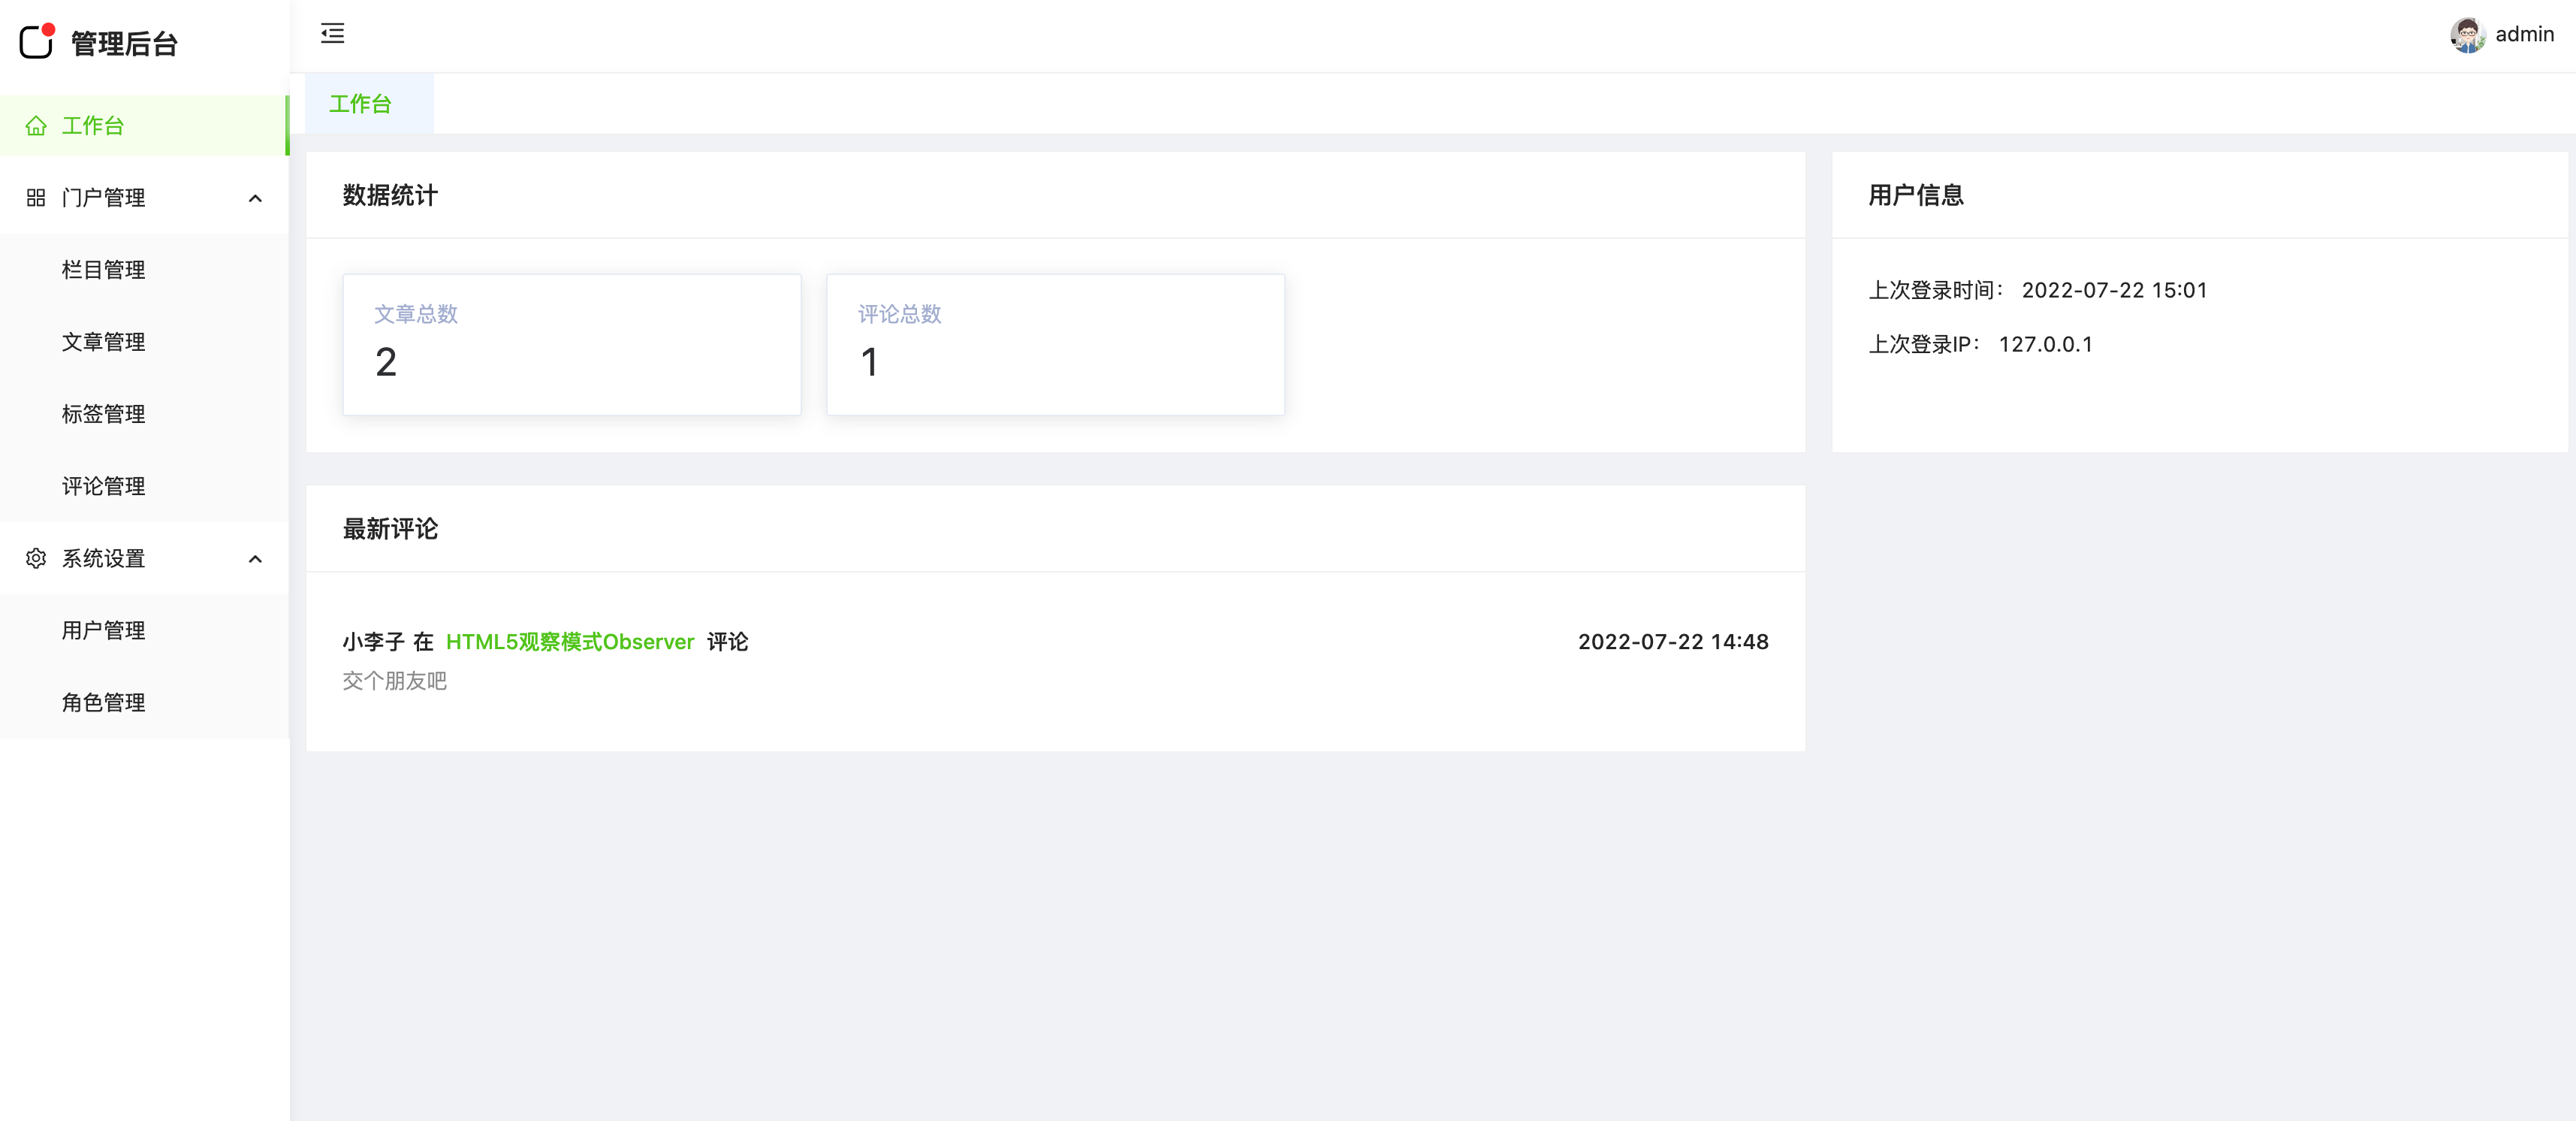 管理后台
工作台
门户管理
栏目管理
文章管理
标签管理
评论管理
系统设置
用户管理
角色管理
admin
工作台
数据统计
文章总数
2
评论总数
1
用户信息
上次登录时间： 2022-07-22 15:01
上次登录IP： 127.0.0.1
最新评论
小李子 在 HTML5观察模式Observer 评论 2022-07-22 14:48
交个朋友吧